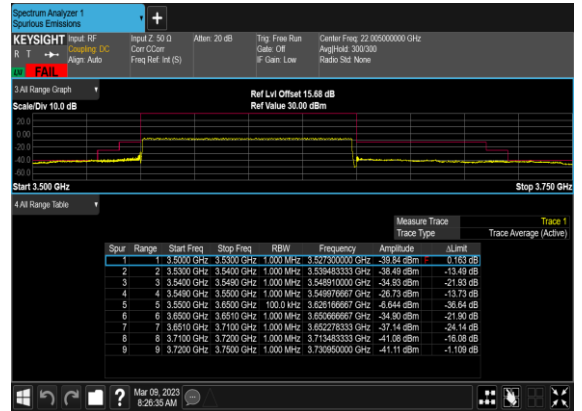 Spectrum Analyzer 1
Spurious Emissions
+
KEYSIGHT Input: RF Input Z: 50 Ω Atten: 20 dB Trig: Free Run Center Freq: 22.005000000 GHz
R T Coupling: DC Corr CCorr Gate: Off Avg|Hold: 300/300
Align: Auto Freq Ref: Int (S) IF Gain: Low Radio Std: None
LV FAIL
3 All Range Graph
Ref Lvl Offset 15.68 dB
Scale/Div 10.0 dB Ref Value 30.00 dBm
20.0
0.00
-20.0
-40.0
-60.0
Start 3.500 GHz Stop 3.750 GHz
4 All Range Table
Measure Trace Trace 1
Trace Type Trace Average (Active)
Spur Range Start Freq Stop Freq RBW Frequency Amplitude ΔLimit
1 1 3.5000 GHz 3.5300 GHz 1.000 MHz 3.527300000 GHz -39.84 dBm F 0.163 dB
2 2 3.5300 GHz 3.5400 GHz 1.000 MHz 3.539483333 GHz -38.49 dBm -13.49 dB
3 3 3.5400 GHz 3.5490 GHz 1.000 MHz 3.548910000 GHz -34.93 dBm -21.93 dB
4 4 3.5490 GHz 3.5500 GHz 1.000 MHz 3.549976667 GHz -26.73 dBm -13.73 dB
5 5 3.5500 GHz 3.6500 GHz 100.0 kHz 3.626166667 GHz -6.644 dBm -36.64 dB
6 6 3.6500 GHz 3.6510 GHz 1.000 MHz 3.650666667 GHz -34.90 dBm -21.90 dB
7 7 3.6510 GHz 3.7100 GHz 1.000 MHz 3.652278333 GHz -37.14 dBm -24.14 dB
8 8 3.7100 GHz 3.7200 GHz 1.000 MHz 3.713483333 GHz -41.08 dBm -16.08 dB
9 9 3.7200 GHz 3.7500 GHz 1.000 MHz 3.730950000 GHz -41.11 dBm -1.109 dB
? Mar 09, 2023
8:26:35 AM